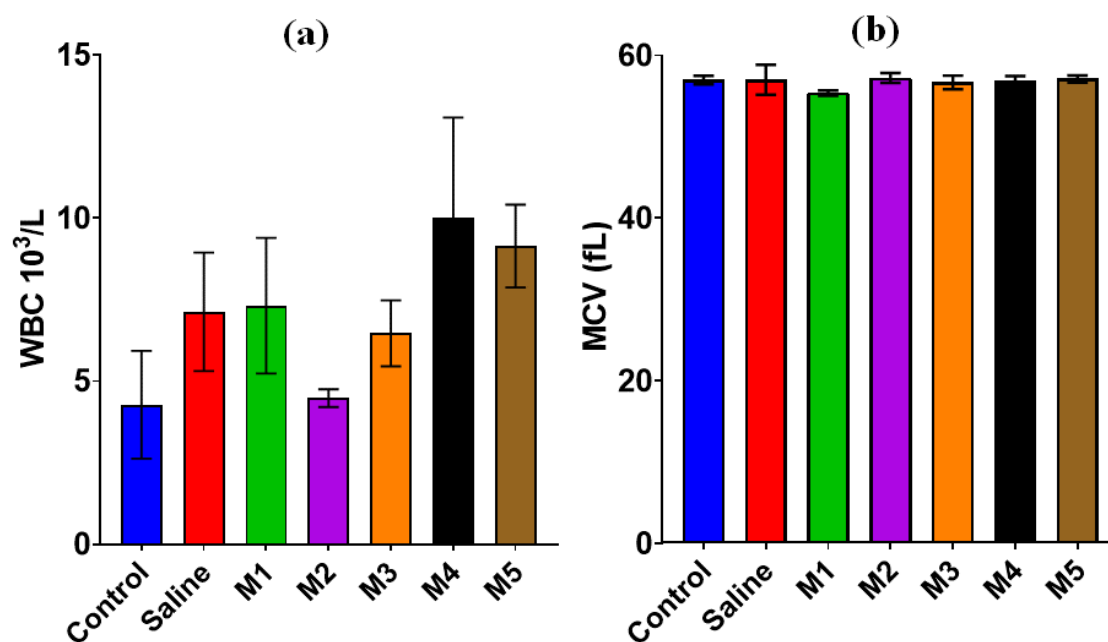 (a)
WBC 10³/L
15
10
5
0
Control
Saline
M1
M2
M3
M4
M5
(b)
MCV (fL)
60
40
20
0
Control
Saline
M1
M2
M3
M4
M5